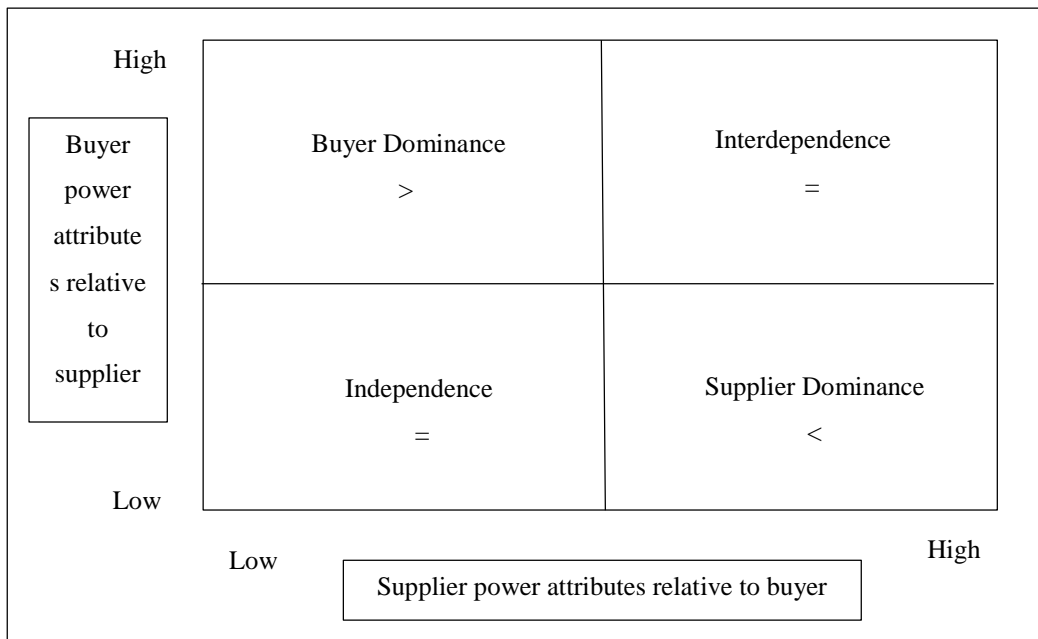 High
Buyer
power
attribute
s relative
to
supplier
Low
Buyer Dominance
>
Interdependence
=
Independence
=
Supplier Dominance
<
Low
High
Supplier power attributes relative to buyer